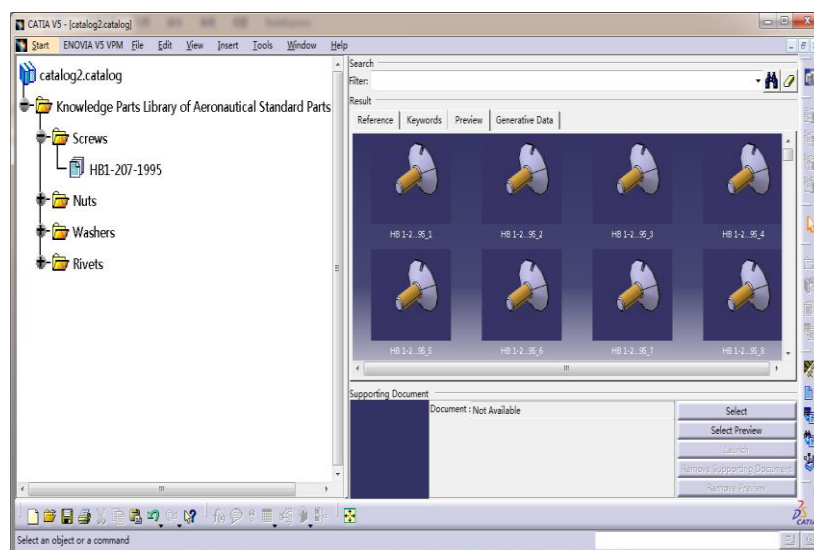 CATIA V5 - [catalog2.catalog]
Start ENOVIA V5 VPM File Edit View Insert Tools Window Help
catalog2.catalog
Knowledge Parts Library of Aeronautical Standard Parts
Screws
HB1-207-1995
Nuts
Washers
Rivets
Search
Filter:
Result
Reference Keywords Preview Generative Data
HB 1-2...95_1 HB 1-2...95_2 HB 1-2...95_3 HB 1-2...95_4
HB 1-2...95_5 HB 1-2...95_6 HB 1-2...95_7 HB 1-2...95_8
Supporting Document
Document : Not Available
Select
Select Preview
Launch
Remove Supporting Document
Remove Preview
CATIA
Select an object or a command